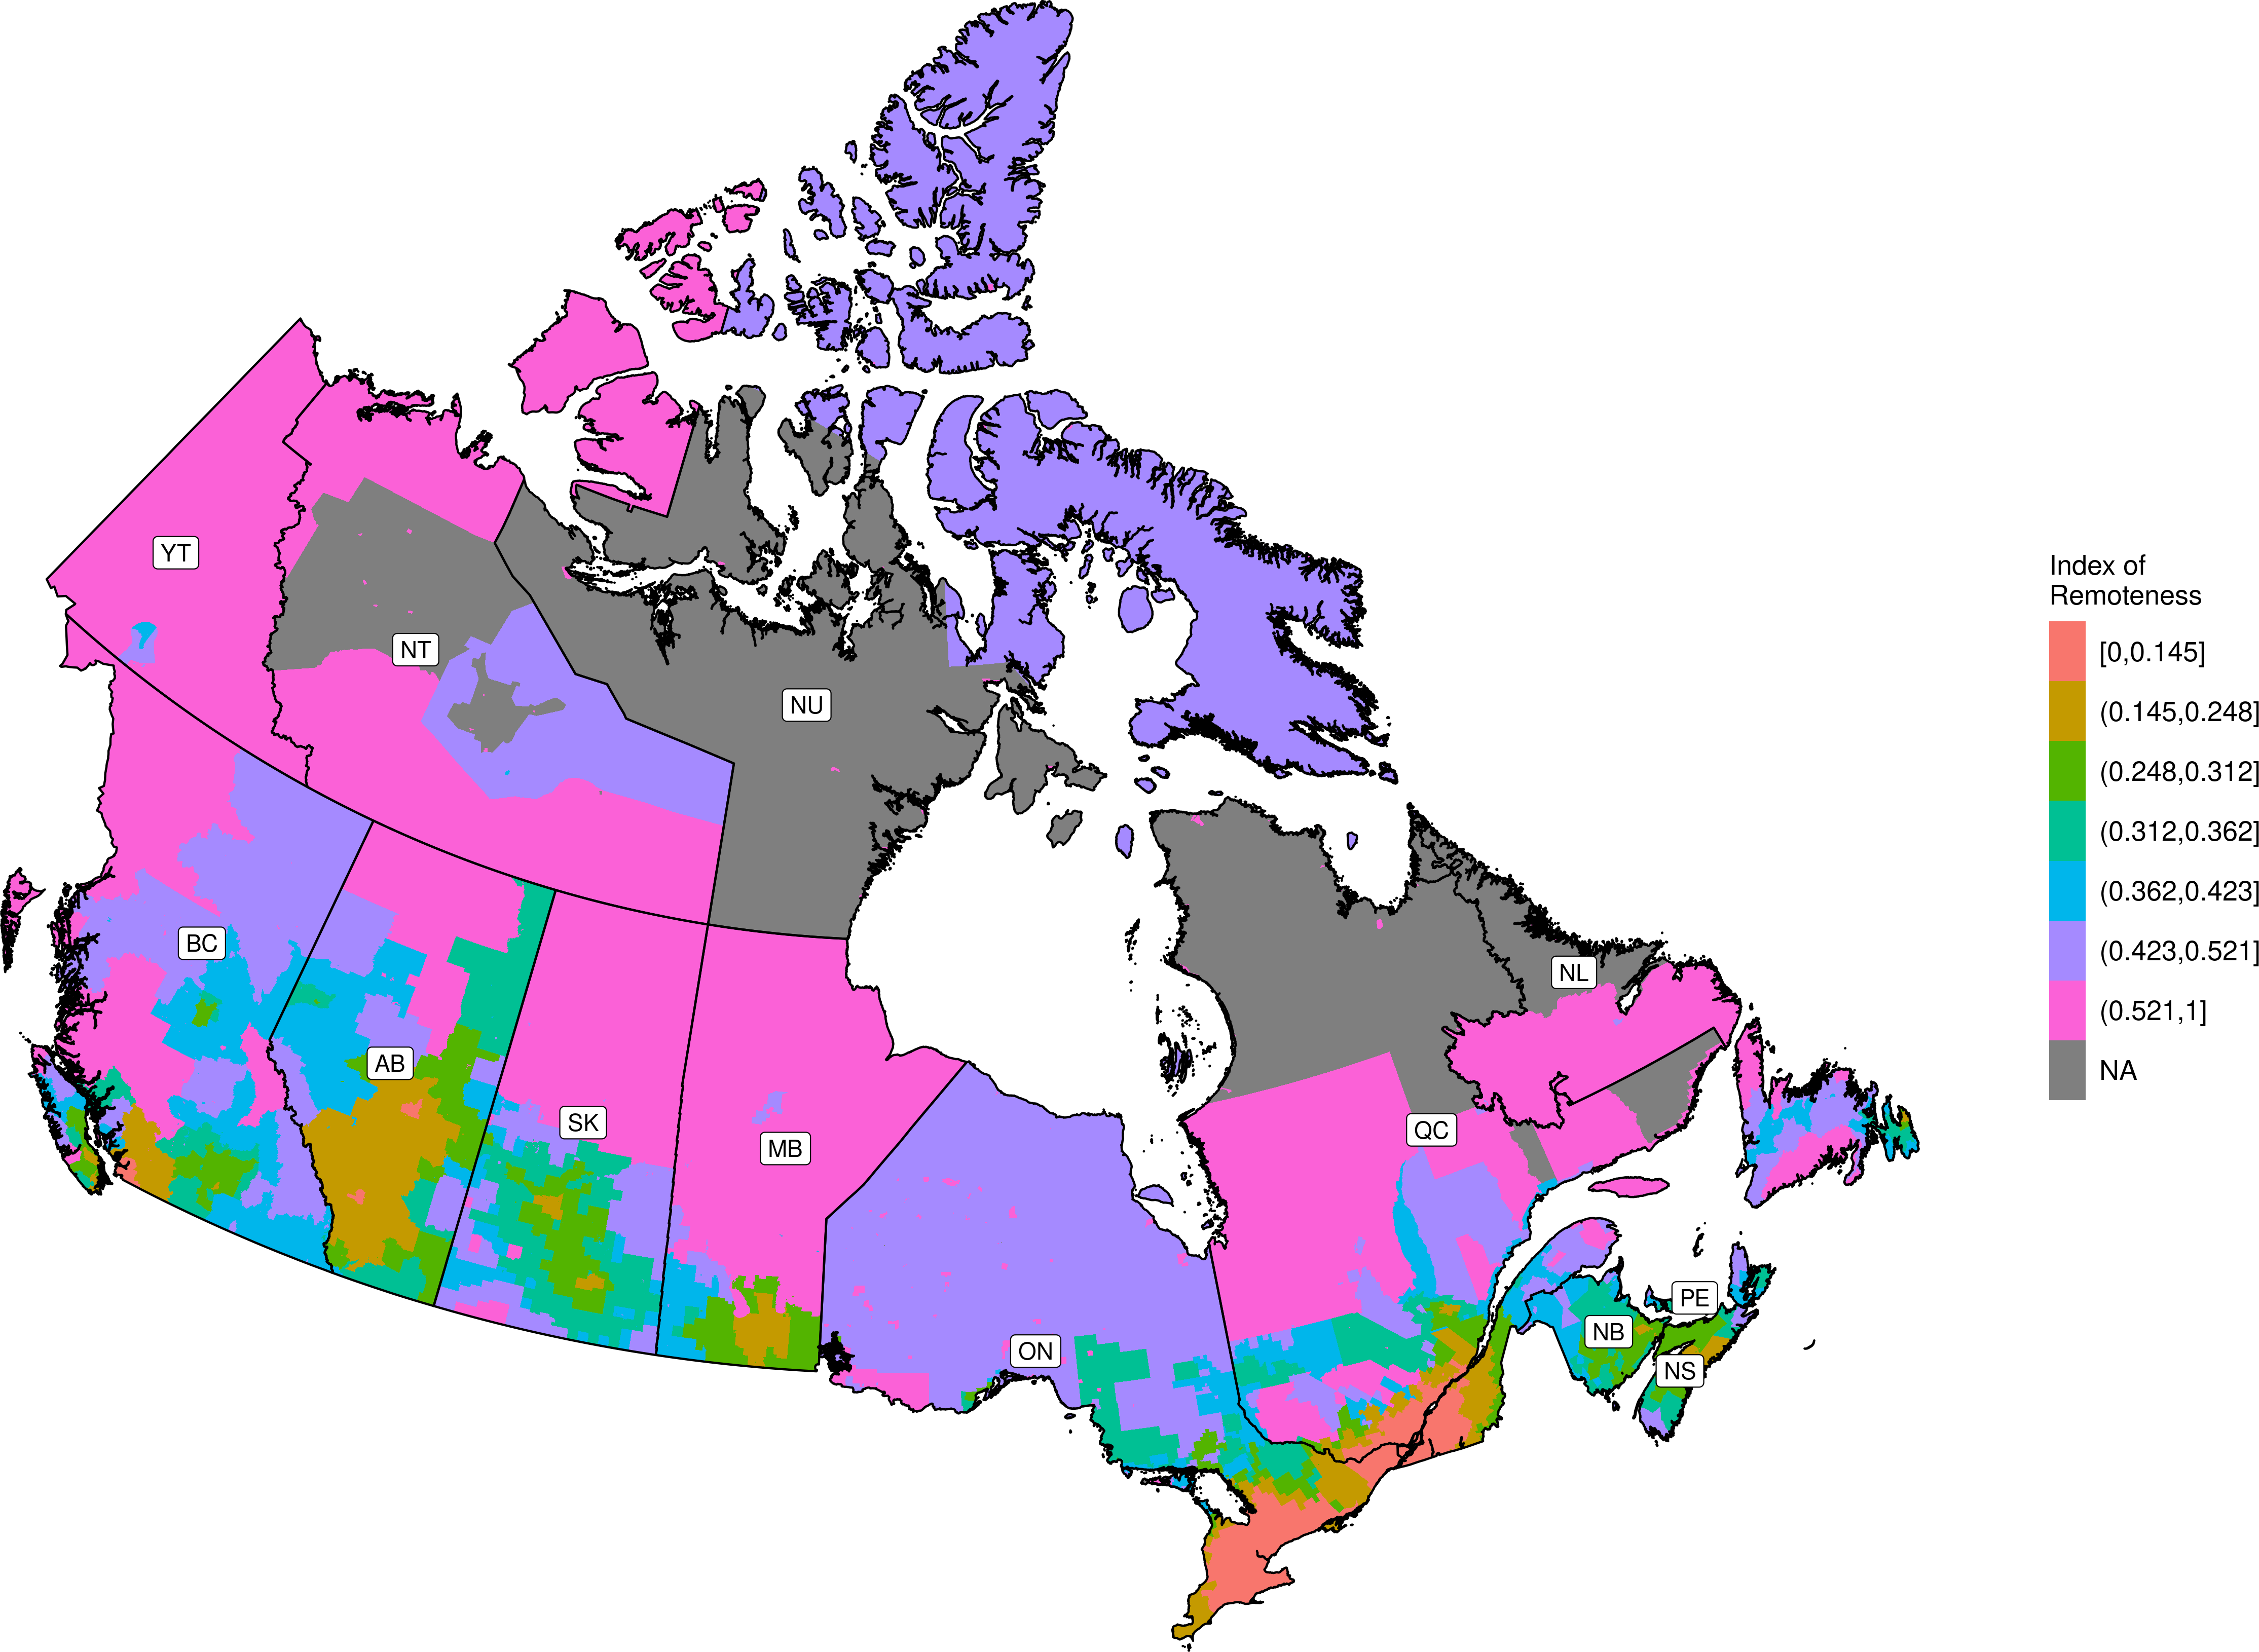 YT
NT
NU
BC
AB
SK
MB
ON
QC
NL
NB
PE
NS
Index of
Remoteness
[0,0.145]
(0.145,0.248]
(0.248,0.312]
(0.312,0.362]
(0.362,0.423]
(0.423,0.521]
(0.521,1]
NA